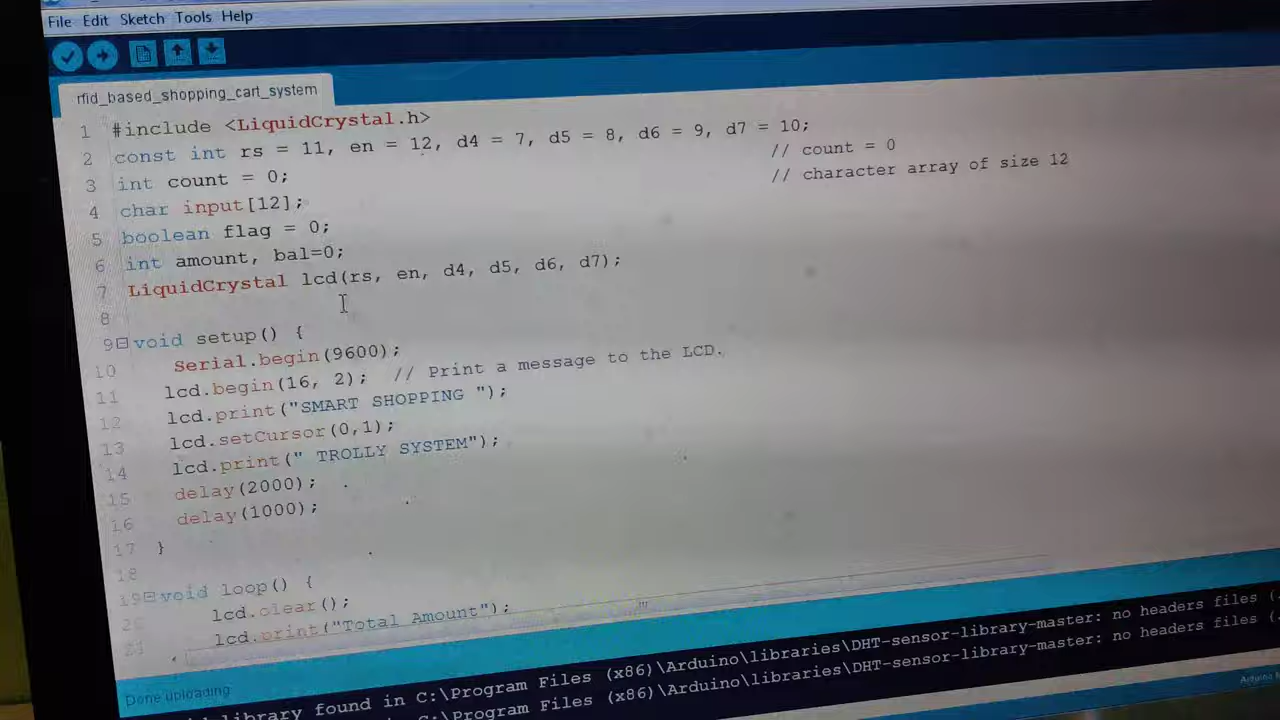 File Edit Sketch Tools Help
rfid_based_shopping_cart_system
1 #include <LiquidCrystal.h>
2 const int rs = 11, en = 12, d4 = 7, d5 = 8, d6 = 9, d7 = 10;
3 int count = 0; // count = 0
4 char input[12]; // character array of size 12
5 boolean flag = 0;
6 int amount, bal=0;
7 LiquidCrystal lcd(rs, en, d4, d5, d6, d7);
8
9 void setup() {
10 Serial.begin(9600);
11 lcd.begin(16, 2); // Print a message to the LCD.
12 lcd.print("SMART SHOPPING ");
13 lcd.setCursor(0,1);
14 lcd.print(" TROLLY SYSTEM");
15 delay(2000);
16 delay(1000);
17 }
18
19 void loop() {
20 lcd.clear();
21 lcd.print("Total Amount");
Done uploading
library found in C:\Program Files (x86)\Arduino\libraries\DHT-sensor-library-master: no headers files (.
C:\Program Files (x86)\Arduino\libraries\DHT-sensor-library-master: no headers files (.
Arduino